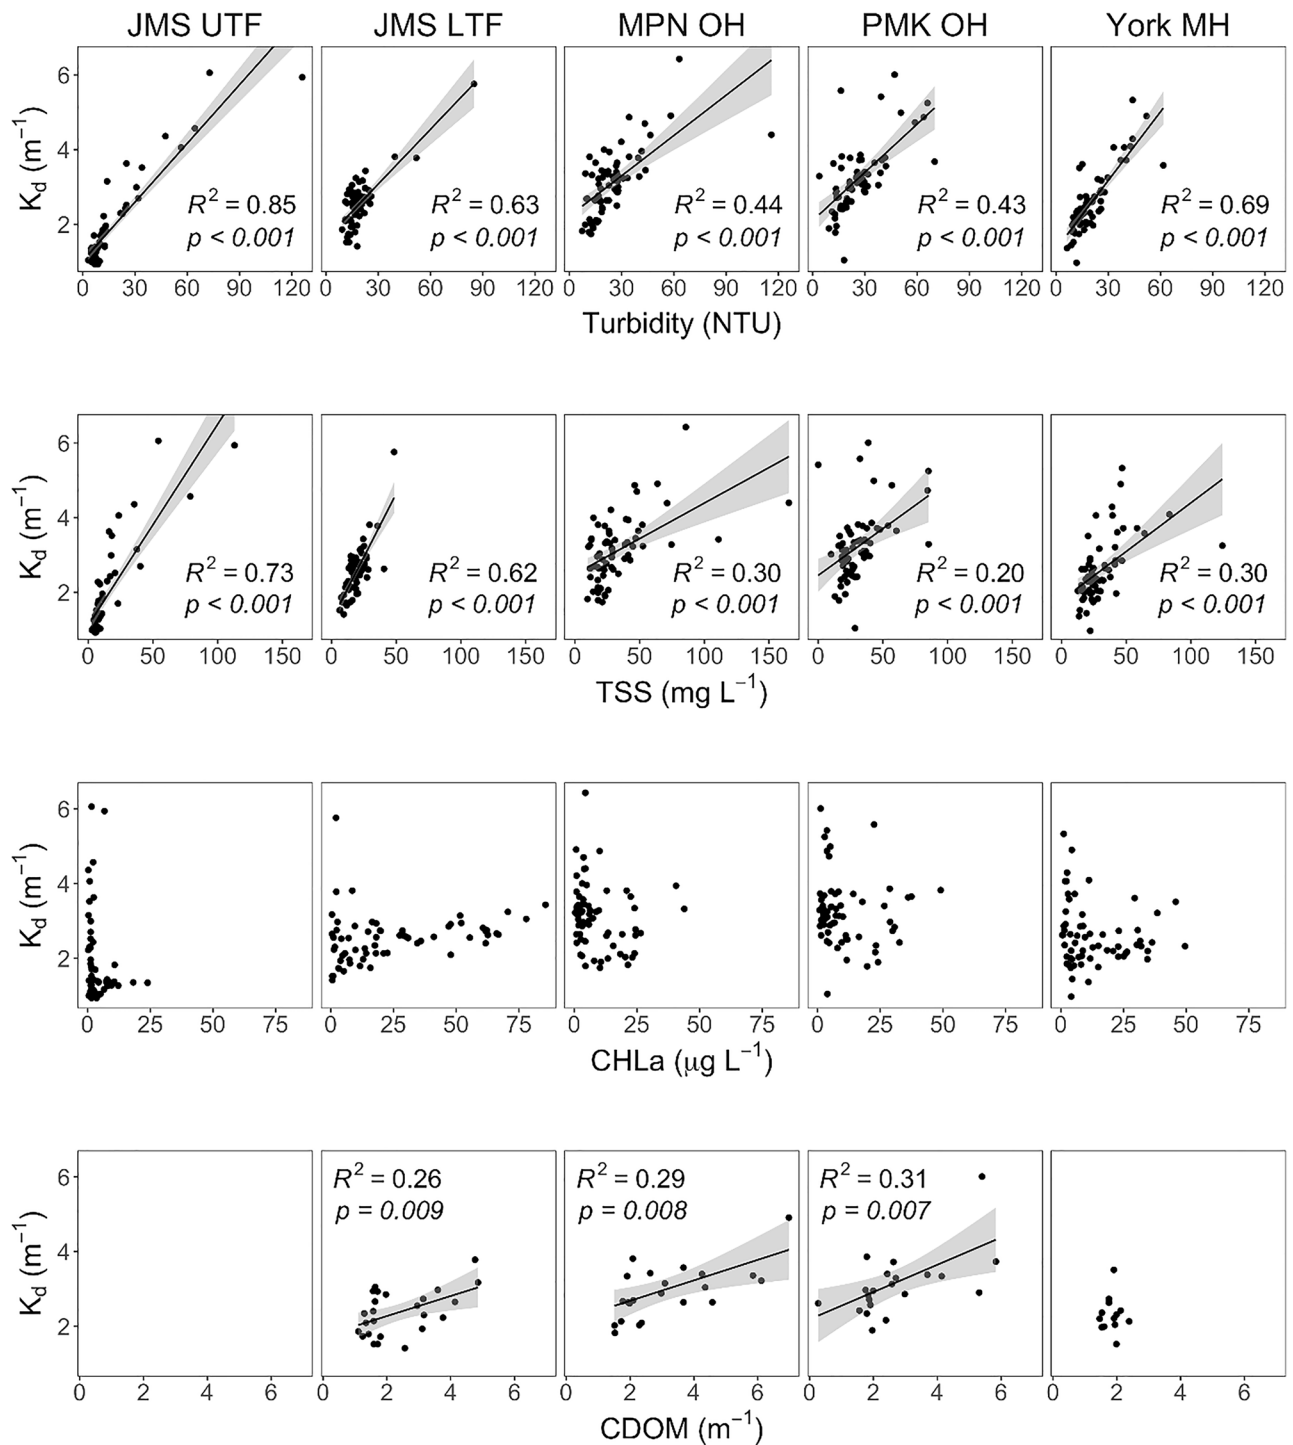 JMS UTF JMS LTF MPN OH PMK OH York MH
K_d (m⁻¹)
6
4
2
R² = 0.85 R² = 0.63 R² = 0.44 R² = 0.43 R² = 0.69
p < 0.001 p < 0.001 p < 0.001 p < 0.001 p < 0.001
0 30 60 90 120 0 30 60 90 120 0 30 60 90 120 0 30 60 90 120 0 30 60 90 120
Turbidity (NTU)
K_d (m⁻¹)
6
4
2
R² = 0.73 R² = 0.62 R² = 0.30 R² = 0.20 R² = 0.30
p < 0.001 p < 0.001 p < 0.001 p < 0.001 p < 0.001
0 50 100 150 0 50 100 150 0 50 100 150 0 50 100 150 0 50 100 150
TSS (mg L⁻¹)
K_d (m⁻¹)
6
4
2
0 25 50 75 0 25 50 75 0 25 50 75 0 25 50 75 0 25 50 75
CHLa (μg L⁻¹)
K_d (m⁻¹)
6
4
2
R² = 0.26 R² = 0.29 R² = 0.31
p = 0.009 p = 0.008 p = 0.007
0 2 4 6 0 2 4 6 0 2 4 6 0 2 4 6 0 2 4 6
CDOM (m⁻¹)